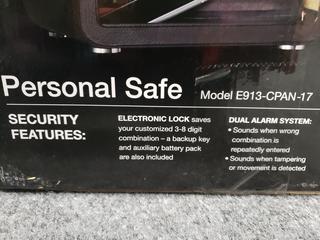 Personal Safe Model E913-CPAN-17
SECURITY
FEATURES:
ELECTRONIC LOCK saves
your customized 3-8 digit
combination – a backup key
and auxiliary battery pack
are also included
DUAL ALARM SYSTEM:
• Sounds when wrong
combination is
repeatedly entered
• Sounds when tampering
or movement is detected